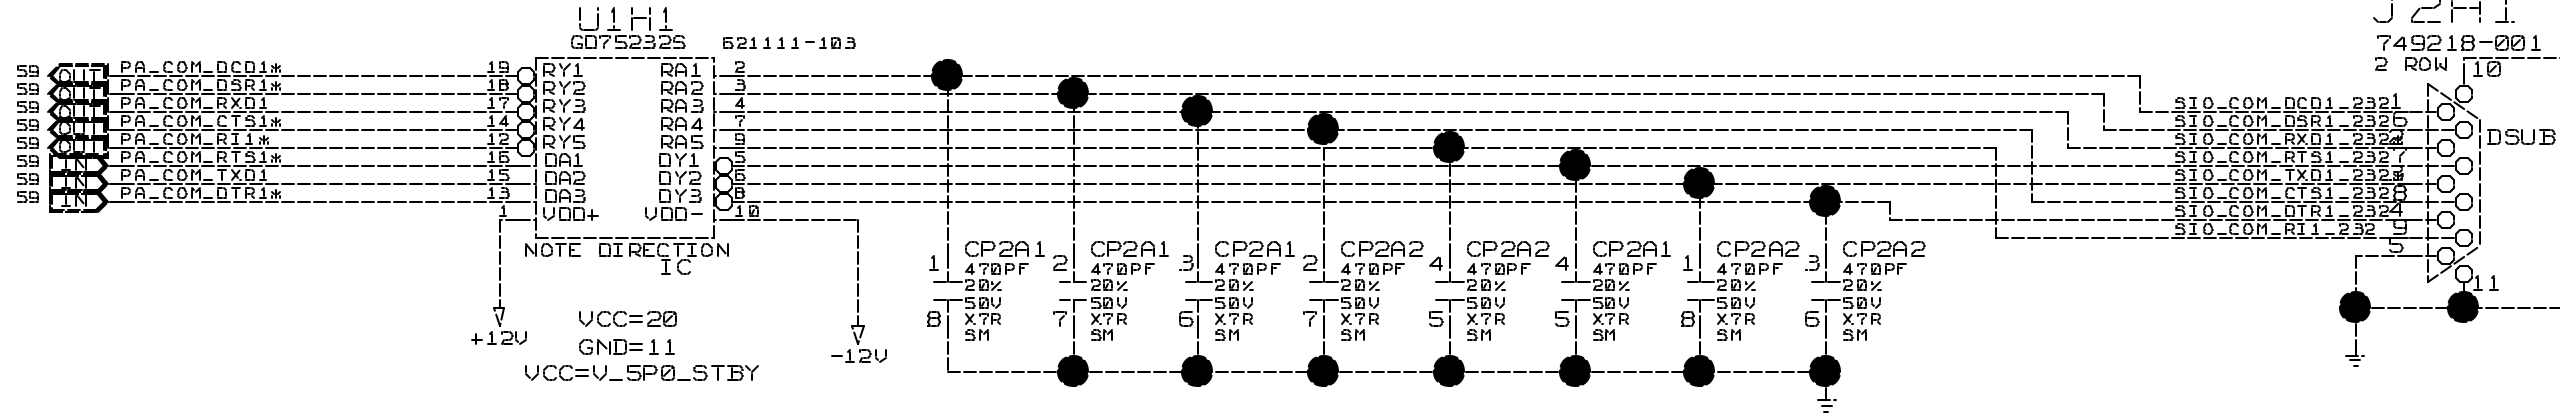 U1H1
GD75232S 621111-103
59 OUT PA_COM_DCD1* 19 RY1 RA1 2
59 OUT PA_COM_DSR1* 18 RY2 RA2 3
59 OUT PA_COM_RXD1 17 RY3 RA3 4
59 OUT PA_COM_CTS1* 14 RY4 RA4 7
59 OUT PA_COM_RI1* 12 RY5 RA5 9
59 IN PA_COM_RTS1* 16 DA1 DY1 5
59 IN PA_COM_TXD1 15 DA2 DY2 6
59 IN PA_COM_DTR1* 13 DA3 DY3 8
1 VDD+ VDD- 10
NOTE DIRECTION
IC
+12V
-12V
VCC=20
GND=11
VCC=V_5P0_STBY
1 CP2A1
470PF
20%
50V
8 X7R
SM
2 CP2A1
470PF
20%
50V
7 X7R
SM
3 CP2A1
470PF
20%
50V
6 X7R
SM
2 CP2A2
470PF
20%
50V
7 X7R
SM
4 CP2A2
470PF
20%
50V
5 X7R
SM
4 CP2A1
470PF
20%
50V
5 X7R
SM
1 CP2A2
470PF
20%
50V
8 X7R
SM
3 CP2A2
470PF
20%
50V
6 X7R
SM
J2H1
749218-001
2 ROW 10
SIO_COM_DCD1_232 1
SIO_COM_DSR1_232 6
SIO_COM_RXD1_232
SIO_COM_RTS1_232 7
SIO_COM_TXD1_232
SIO_COM_CTS1_232 8
SIO_COM_DTR1_232 4
SIO_COM_RI1_232 9
5
DSUB
11